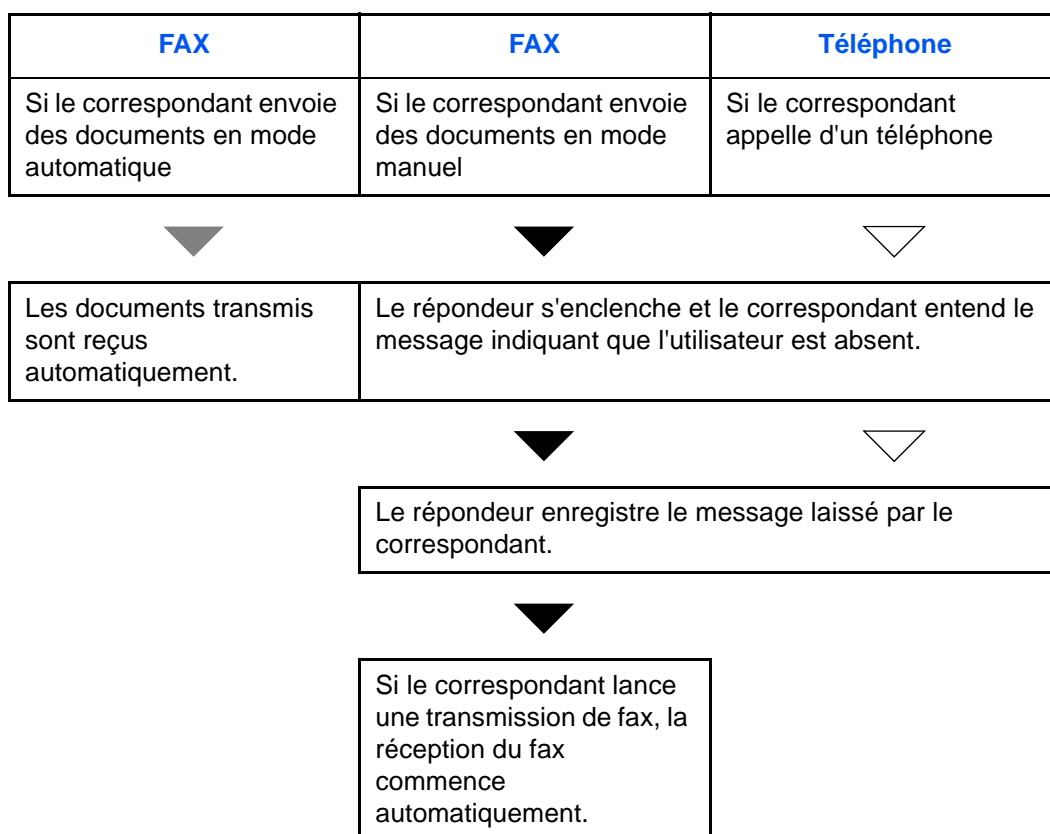 FAX
FAX
Téléphone
Si le correspondant envoie
des documents en mode
automatique
Si le correspondant envoie
des documents en mode
manuel
Si le correspondant
appelle d'un téléphone
Les documents transmis
sont reçus
automatiquement.
Le répondeur s'enclenche et le correspondant entend le
message indiquant que l'utilisateur est absent.
Le répondeur enregistre le message laissé par le
correspondant.
Si le correspondant lance
une transmission de fax, la
réception du fax
commence
automatiquement.